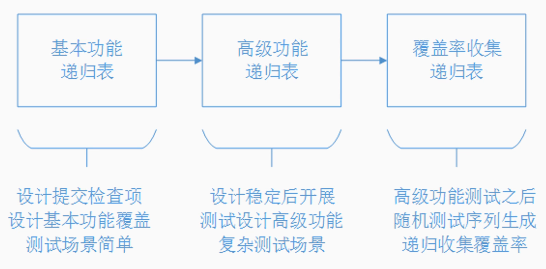 基本功能
递归表
高级功能
递归表
覆盖率收集
递归表
设计提交检查项
设计基本功能覆盖
测试场景简单
设计稳定后开展
测试设计高级功能
复杂测试场景
高级功能测试之后
随机测试序列生成
递归收集覆盖率